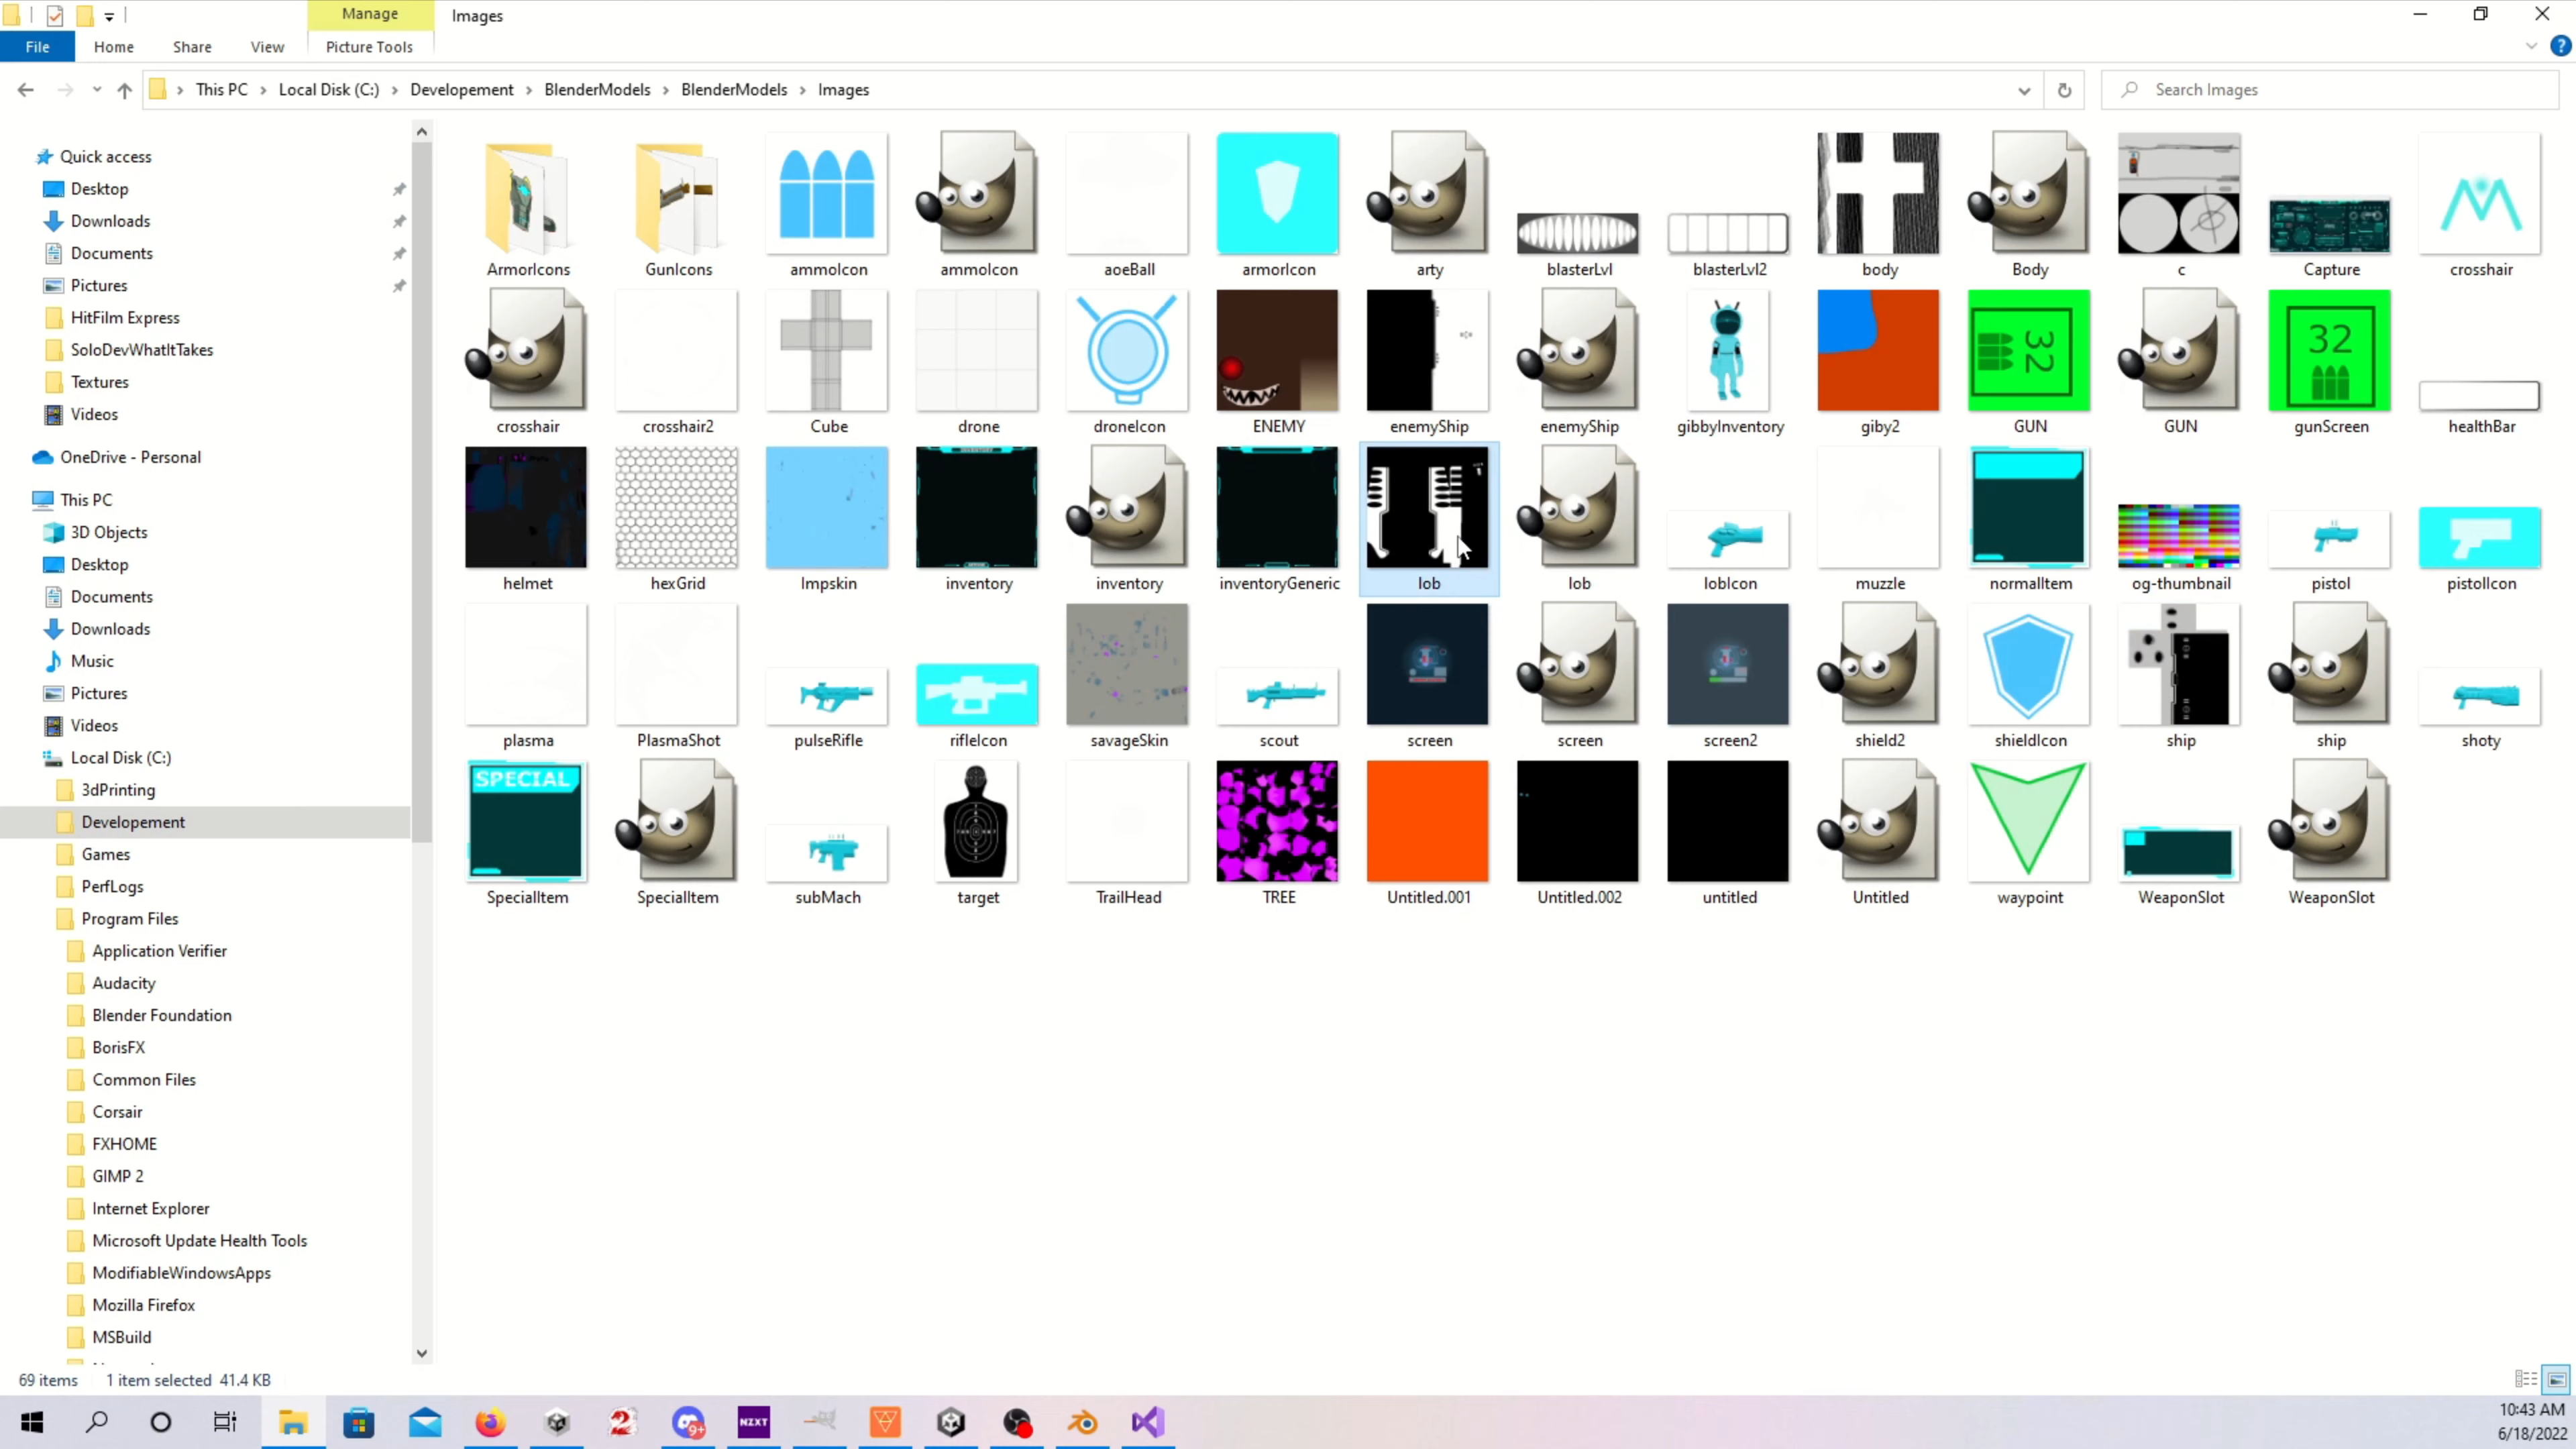 Manage
Images
File
Home
Share
View
Picture Tools
This PC
Local Disk (C:)
Developement
BlenderModels
BlenderModels
Images
Search Images
Quick access
Desktop
Downloads
Documents
Pictures
HitFilm Express
SoloDevWhatItTakes
Textures
Videos
OneDrive - Personal
This PC
3D Objects
Desktop
Documents
Downloads
Music
Pictures
Videos
Local Disk (C:)
3dPrinting
Developement
Games
PerfLogs
Program Files
Application Verifier
Audacity
Blender Foundation
BorisFX
Common Files
Corsair
FXHOME
GIMP 2
Internet Explorer
Microsoft Update Health Tools
ModifiableWindowsApps
Mozilla Firefox
MSBuild
ArmorIcons
GunIcons
ammoIcon
ammoIcon
aoeBall
armorIcon
arty
blasterLvl
blasterLvl2
body
Body
c
Capture
crosshair
32
32
crosshair
crosshair2
Cube
drone
droneIcon
ENEMY
enemyShip
enemyShip
gibbyInventory
giby2
GUN
GUN
gunScreen
healthBar
helmet
hexGrid
Impskin
inventory
inventory
inventoryGeneric
lob
lob
lobIcon
muzzle
normalItem
og-thumbnail
pistol
pistolIcon
plasma
PlasmaShot
pulseRifle
rifleIcon
savageSkin
scout
screen
screen
screen2
shield2
shieldIcon
ship
ship
shoty
SPECIAL
SpecialItem
SpecialItem
subMach
target
TrailHead
TREE
Untitled.001
Untitled.002
untitled
Untitled
waypoint
WeaponSlot
WeaponSlot
69 items
1 item selected 41.4 KB
2
9+
NZXT
10:43 AM
6/18/2022